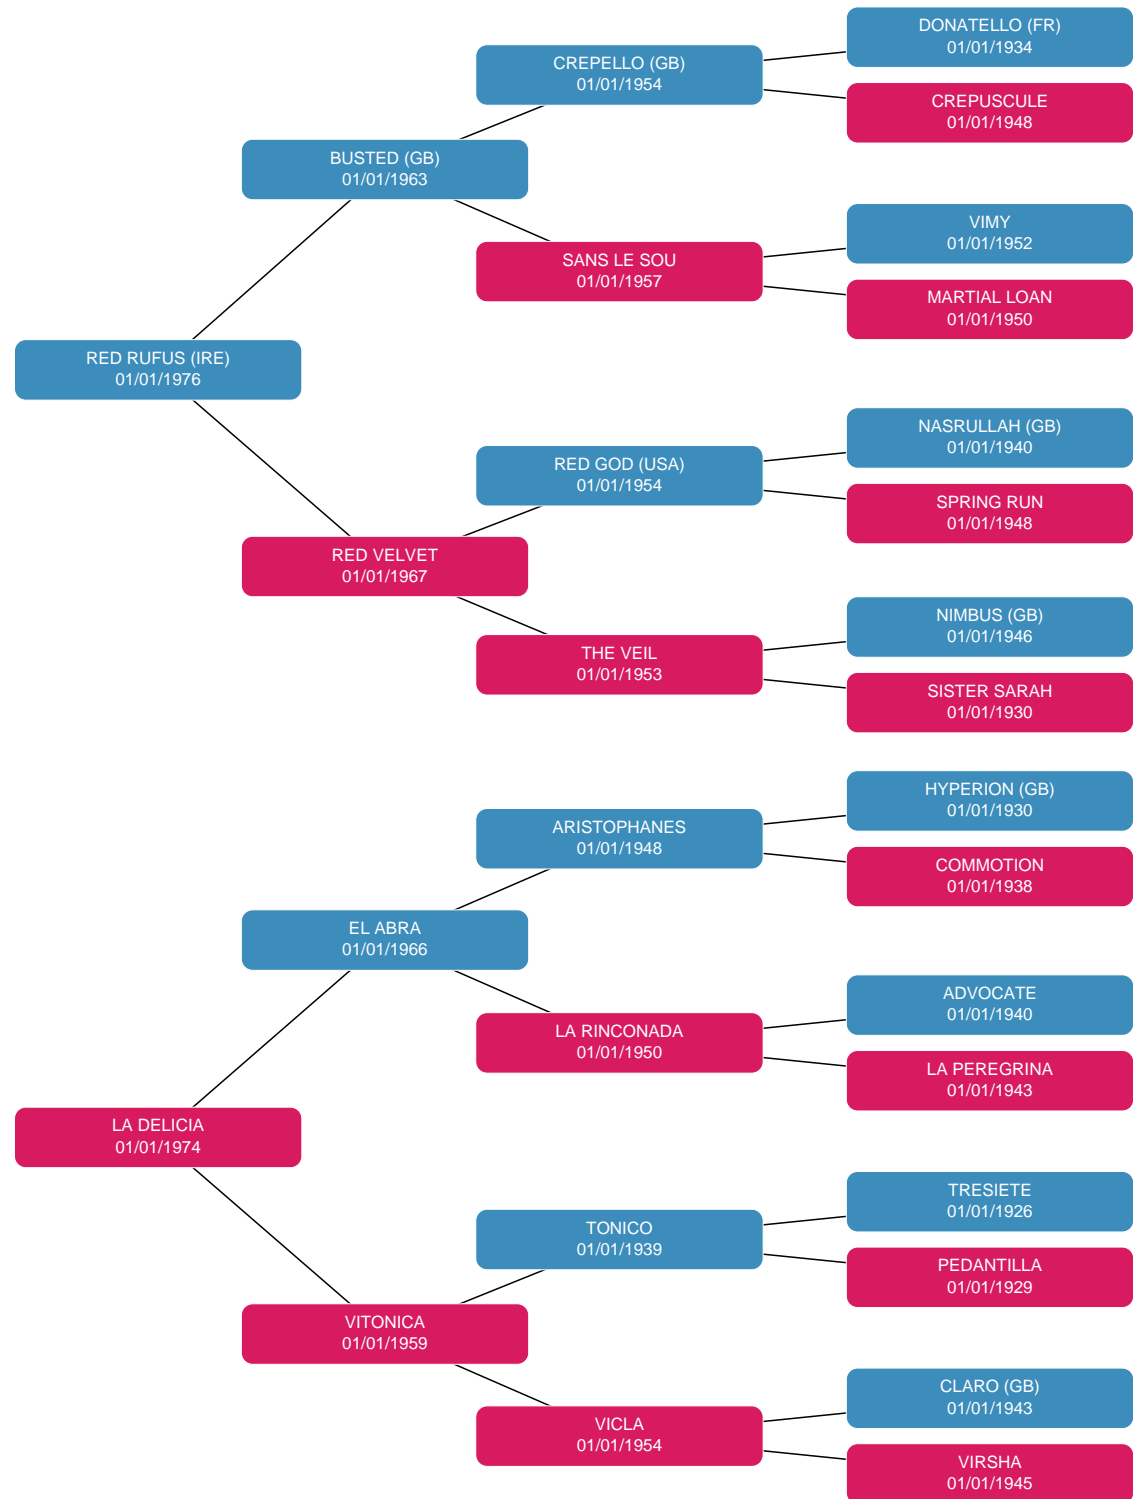 DONATELLO (FR)
01/01/1934
CREPELLO (GB)
01/01/1954
CREPUSCULE
01/01/1948
BUSTED (GB)
01/01/1963
VIMY
01/01/1952
SANS LE SOU
01/01/1957
MARTIAL LOAN
01/01/1950
RED RUFUS (IRE)
01/01/1976
NASRULLAH (GB)
01/01/1940
RED GOD (USA)
01/01/1954
SPRING RUN
01/01/1948
RED VELVET
01/01/1967
NIMBUS (GB)
01/01/1946
THE VEIL
01/01/1953
SISTER SARAH
01/01/1930
HYPERION (GB)
01/01/1930
ARISTOPHANES
01/01/1948
COMMOTION
01/01/1938
EL ABRA
01/01/1966
ADVOCATE
01/01/1940
LA RINCONADA
01/01/1950
LA PEREGRINA
01/01/1943
LA DELICIA
01/01/1974
TRESIETE
01/01/1926
TONICO
01/01/1939
PEDANTILLA
01/01/1929
VITONICA
01/01/1959
CLARO (GB)
01/01/1943
VICLA
01/01/1954
VIRSHA
01/01/1945